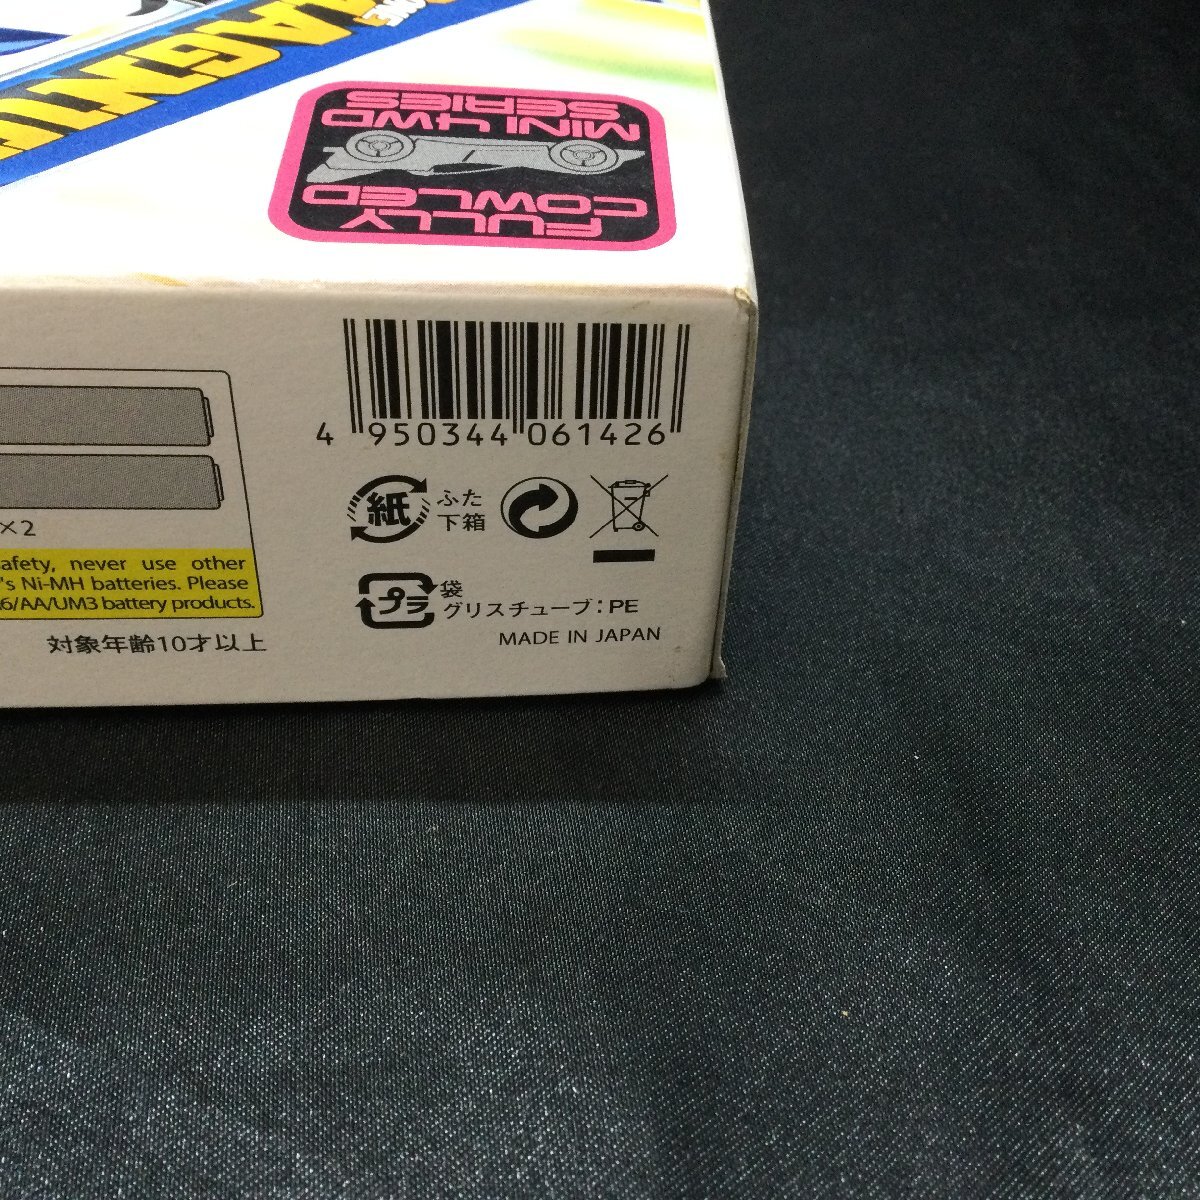 FULLY
COWLED
MINI 4WD
SERIES
4 950344 061426
紙 ふた
下箱
×2
afety, never use other
's Ni-MH batteries. Please
6/AA/UM3 battery products.
プラ 袋
グリスチューブ：PE
対象年齢10才以上
MADE IN JAPAN